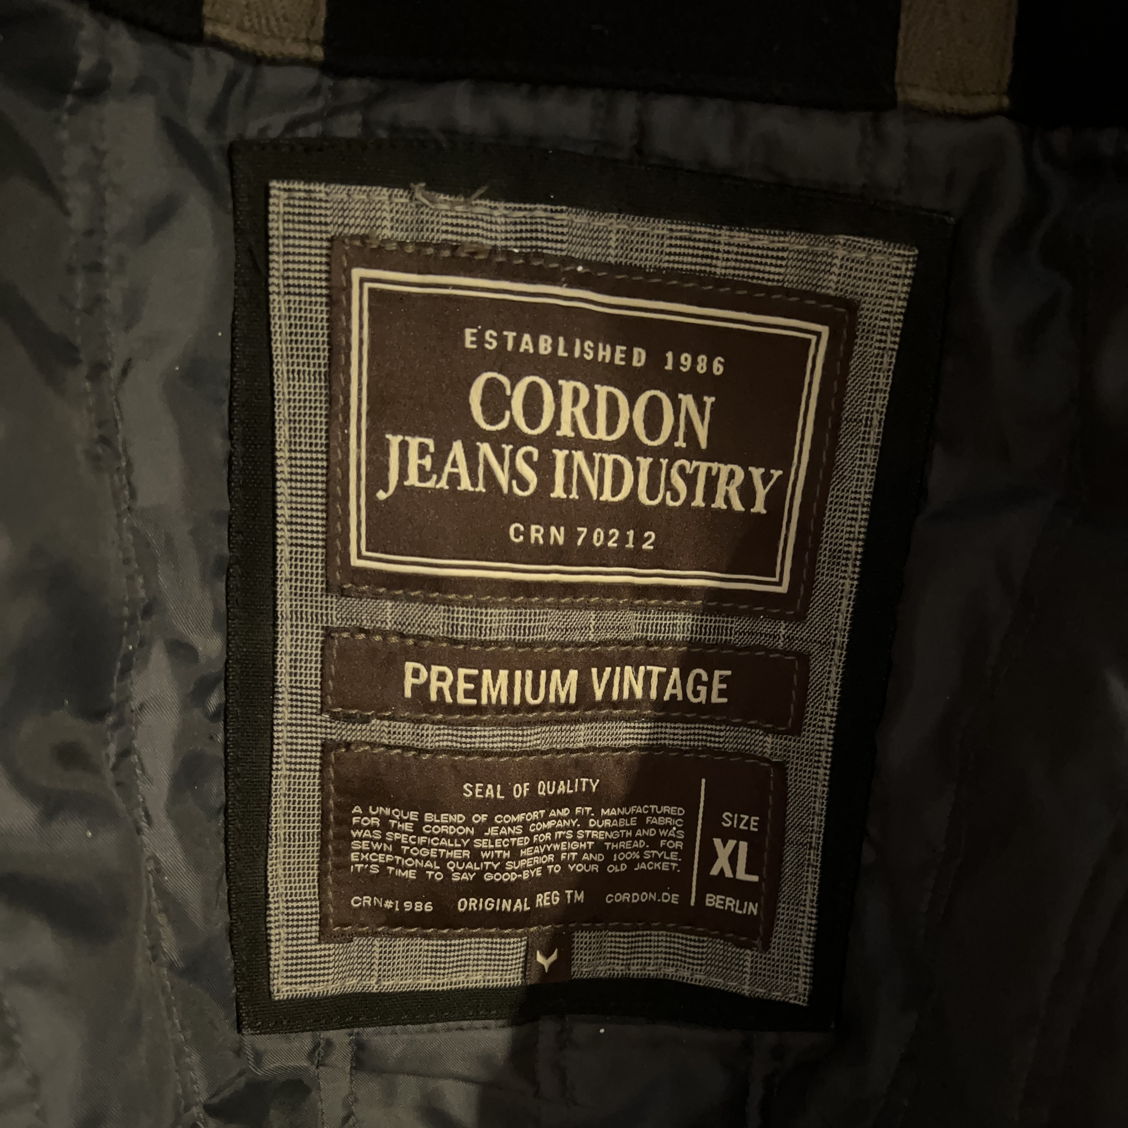 ESTABLISHED 1986
CORDON
JEANS INDUSTRY
CRN 70212
PREMIUM VINTAGE
SEAL OF QUALITY
A UNIQUE BLEND OF COMFORT AND FIT. MANUFACTURED
FOR THE CORDON JEANS COMPANY. DURABLE FABRIC
WAS SPECIFICALLY SELECTED FOR IT'S STRENGTH AND WAS
SEWN TOGETHER WITH HEAVYWEIGHT THREAD. FOR
EXCEPTIONAL QUALITY SUPERIOR FIT AND 100% STYLE.
IT'S TIME TO SAY GOOD-BYE TO YOUR OLD JACKET.
CRN#1986 ORIGINAL REG TM CORDON.DE
SIZE
XL
BERLIN